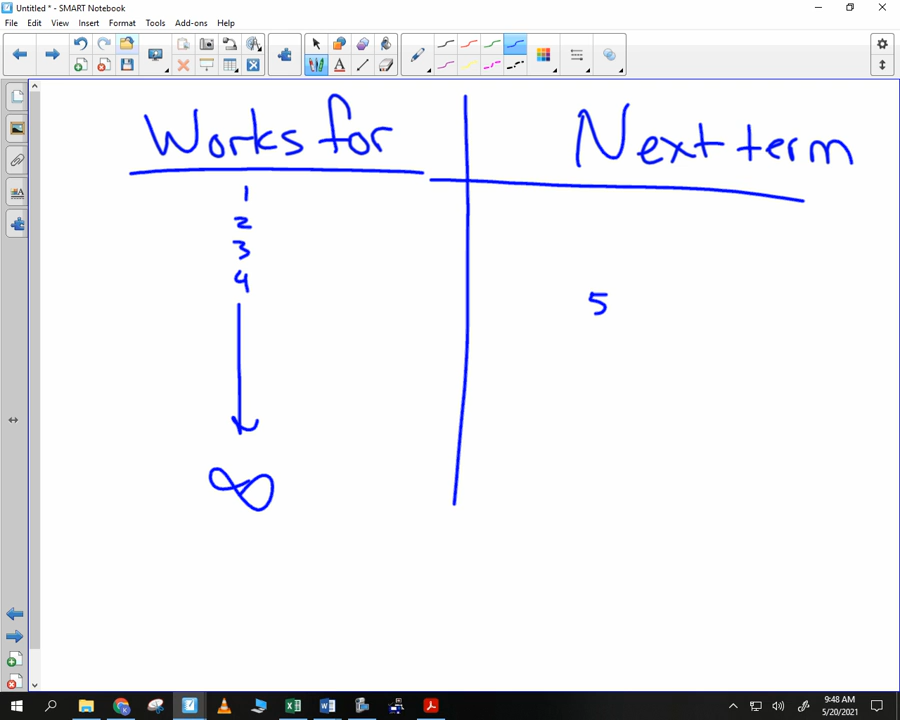 Untitled * - SMART Notebook
File Edit View Insert Format Tools Add-ons Help
Works for Next term
1
2
3
4
5
∞
9:48 AM
5/20/2021